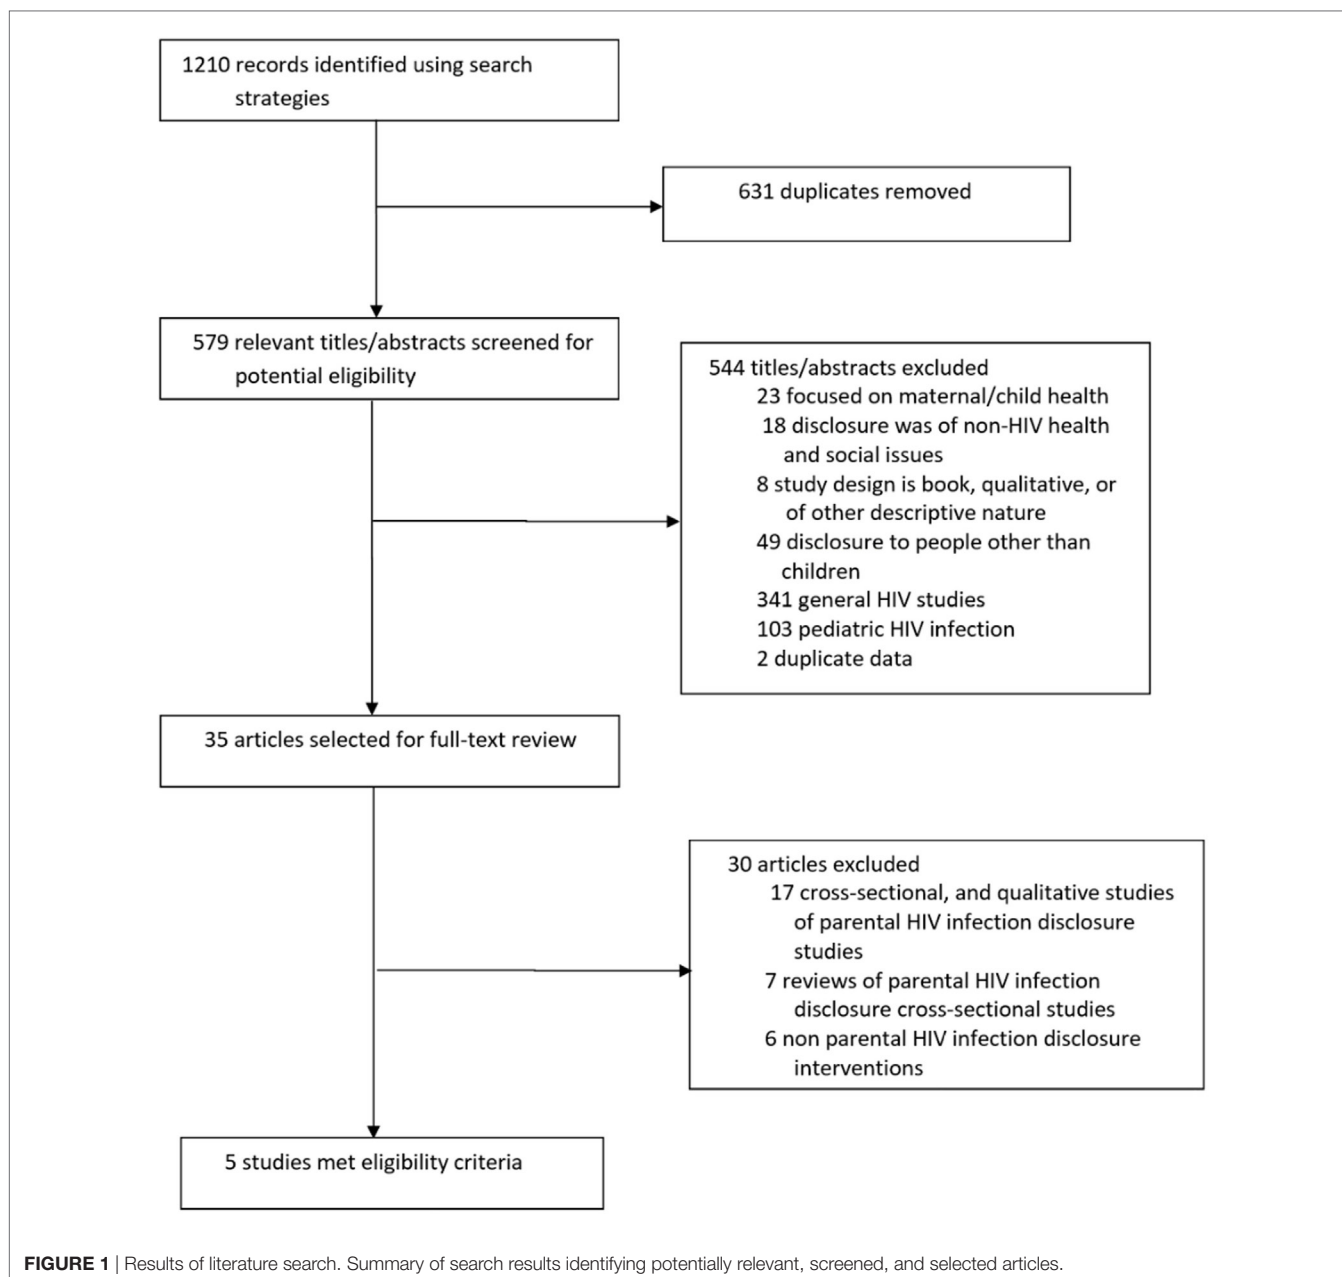 1210 records identified using search
strategies
631 duplicates removed
579 relevant titles/abstracts screened for
potential eligibility
544 titles/abstracts excluded
23 focused on maternal/child health
18 disclosure was of non-HIV health
and social issues
8 study design is book, qualitative, or
of other descriptive nature
49 disclosure to people other than
children
341 general HIV studies
103 pediatric HIV infection
2 duplicate data
35 articles selected for full-text review
30 articles excluded
17 cross-sectional, and qualitative studies
of parental HIV infection disclosure
studies
7 reviews of parental HIV infection
disclosure cross-sectional studies
6 non parental HIV infection disclosure
interventions
5 studies met eligibility criteria
FIGURE 1 | Results of literature search. Summary of search results identifying potentially relevant, screened, and selected articles.